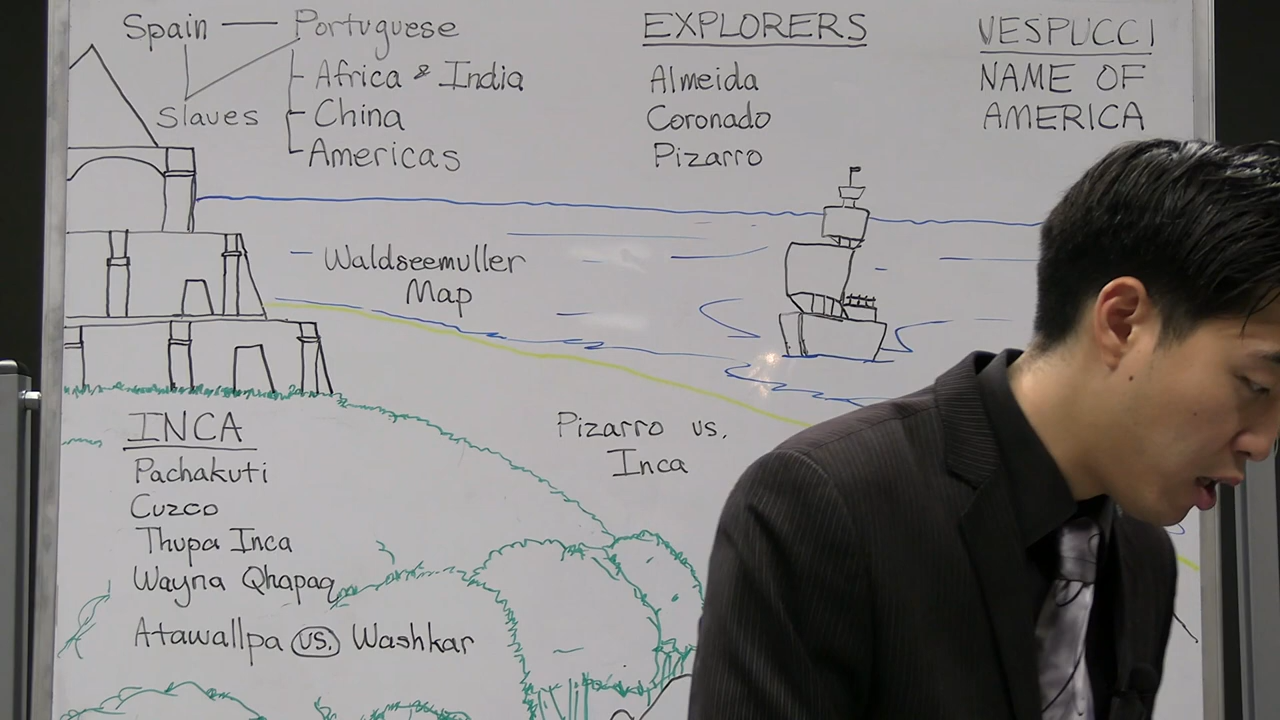 Spain — Portuguese
Slaves
Africa & India
China
Americas
EXPLORERS
Almeida
Coronado
Pizarro
VESPUCCI
NAME OF
AMERICA
— Waldseemuller
Map
Pizarro vs.
Inca
INCA
Pachakuti
Cuzco
Thupa Inca
Wayna Qhapaq
Atawallpa vs. Washkar